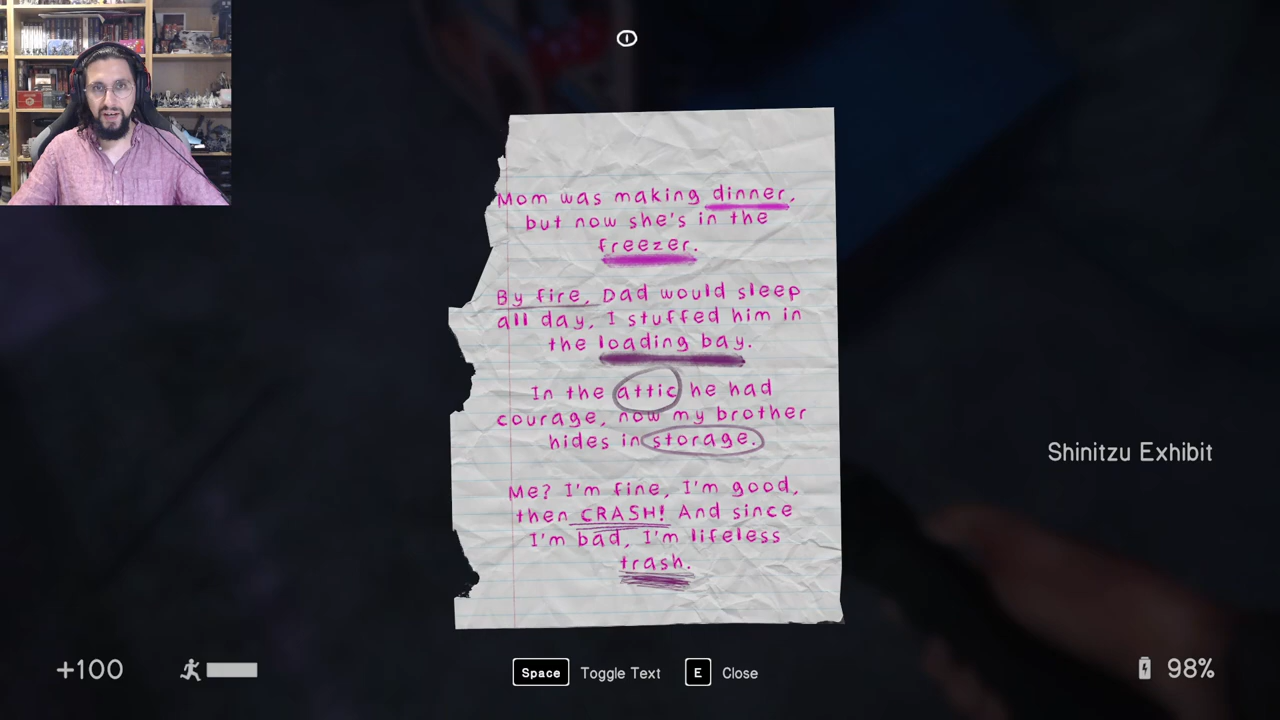 Mom was making dinner,
but now she's in the
freezer.
By fire, Dad would sleep
all day, I stuffed him in
the loading bay.
In the attic he had
courage, now my brother
hides in storage.
Me? I'm fine, I'm good,
then CRASH! And since
I'm bad, I'm lifeless
trash.
Shinitzu Exhibit
+100
Space Toggle Text E Close
98%